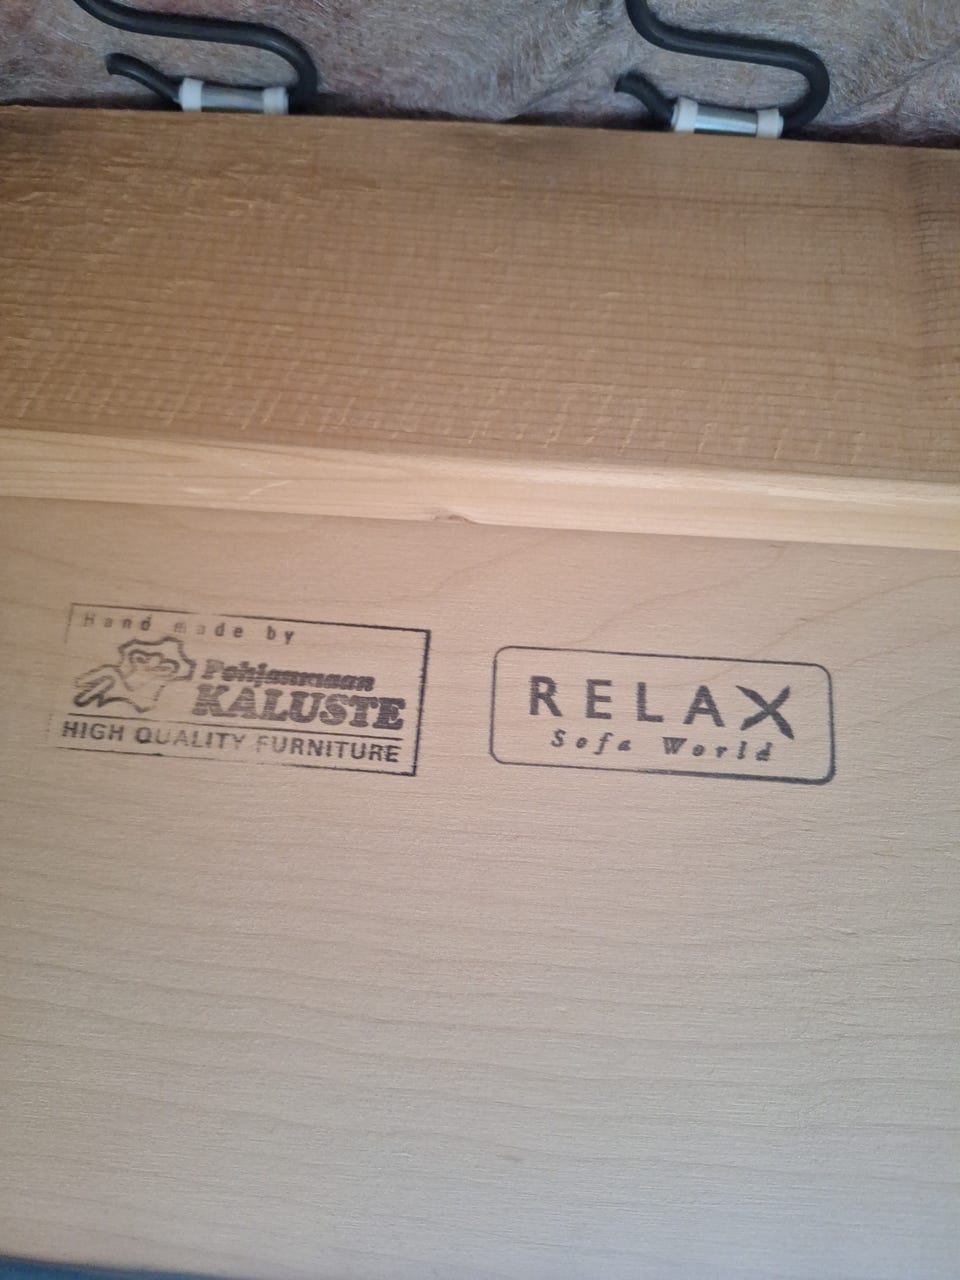 Hand made by
Pohjanmaan
KALUSTE
HIGH QUALITY FURNITURE
RELAX
Sofa World